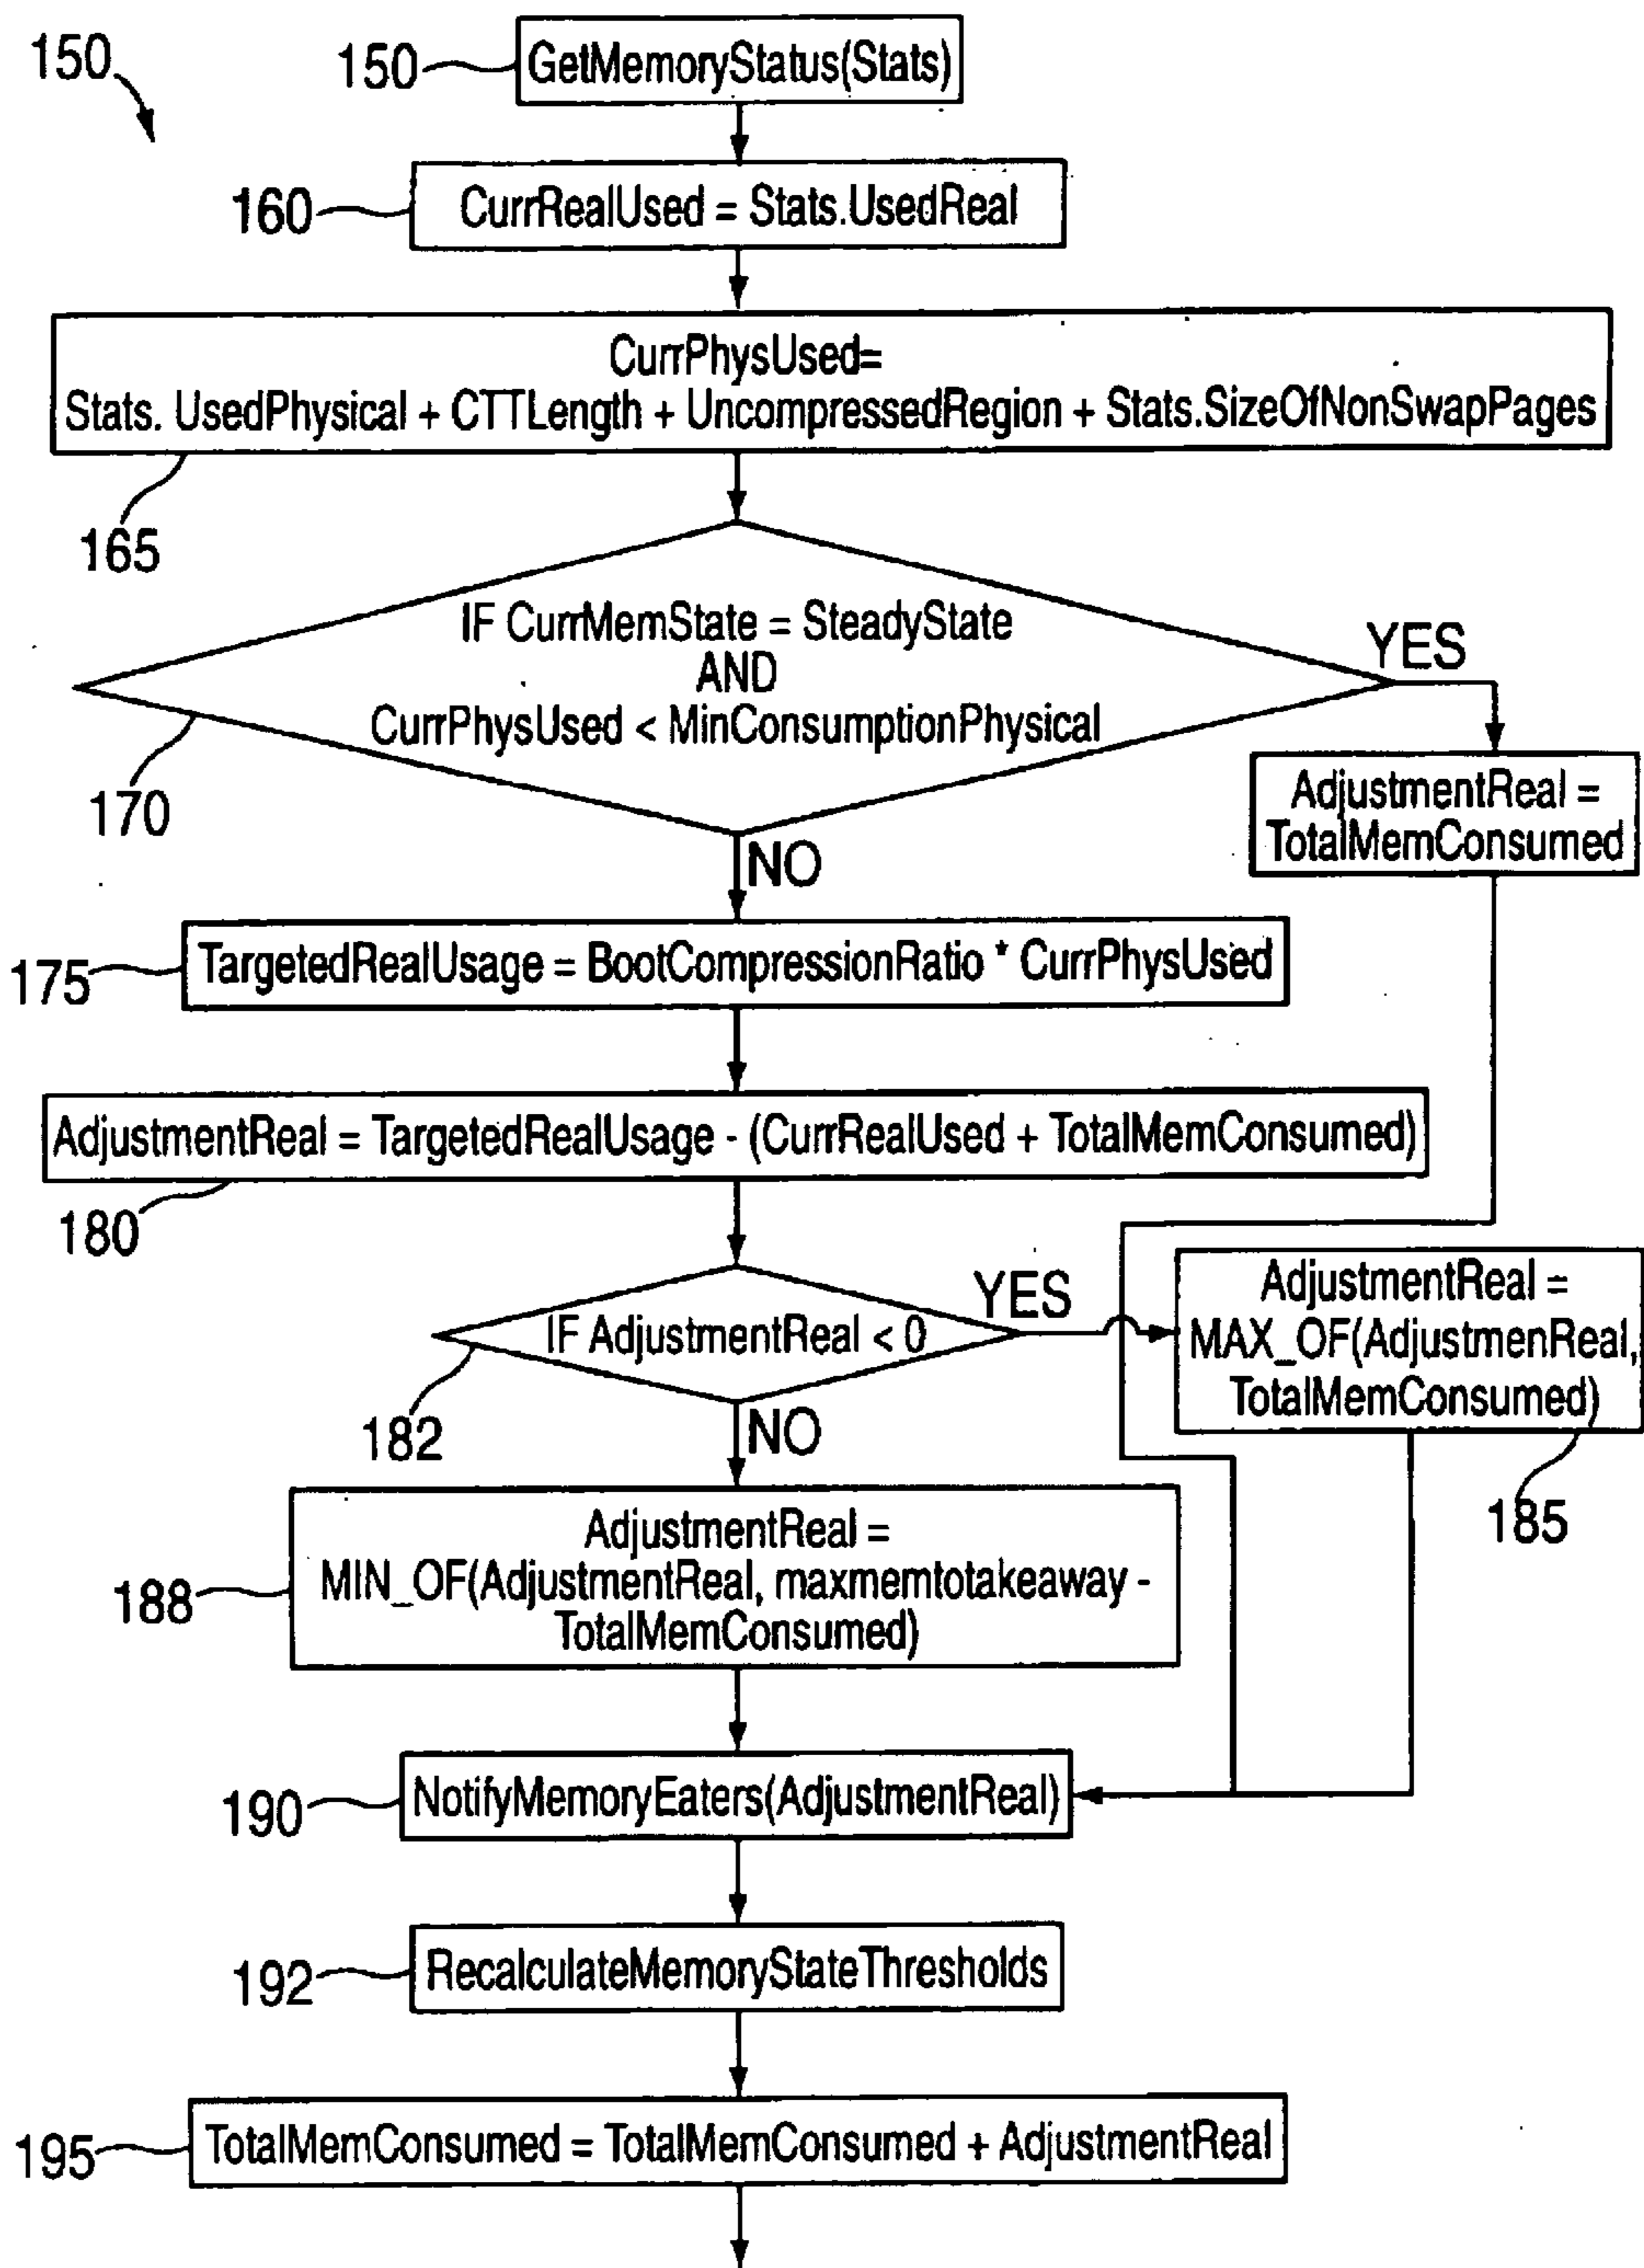 150
150
GetMemoryStatus(Stats)
160
CurrRealUsed = Stats.UsedReal
CurrPhysUsed=
Stats. UsedPhysical + CTTLength + UncompressedRegion + Stats.SizeOfNonSwapPages
165
IF CurrMemState = SteadyState
AND
CurrPhysUsed < MinConsumptionPhysical
YES
170
AdjustmentReal =
TotalMemConsumed
NO
175
TargetedRealUsage = BootCompressionRatio * CurrPhysUsed
AdjustmentReal = TargetedRealUsage - (CurrRealUsed + TotalMemConsumed)
180
IF AdjustmentReal < 0
YES
182
AdjustmentReal =
MAX_OF(AdjustmenReal,
TotalMemConsumed)
185
NO
188
AdjustmentReal =
MIN_OF(AdjustmentReal, maxmemtotakeaway -
TotalMemConsumed)
190
NotifyMemoryEaters(AdjustmentReal)
192
RecalculateMemoryStateThresholds
195
TotalMemConsumed = TotalMemConsumed + AdjustmentReal